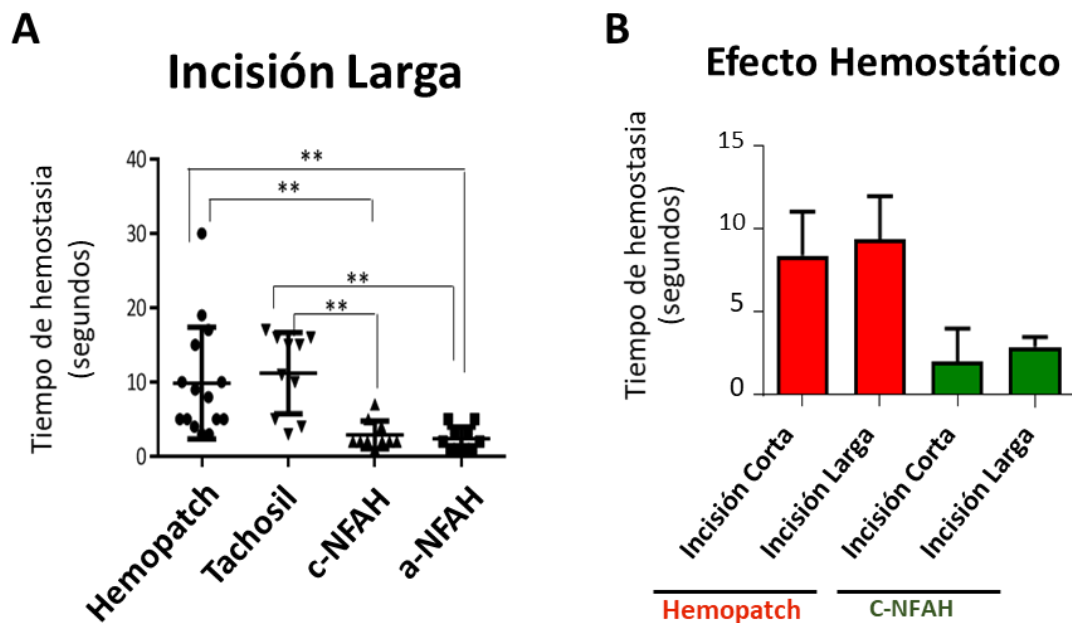 A
Incisión Larga
Tiempo de hemostasia
(segundos)
40
30
20
10
0
**
**
**
**
Hemopatch
Tachosil
c-NFAH
a-NFAH
B
Efecto Hemostático
Tiempo de hemostasia
(segundos)
15
10
5
0
Incisión Corta
Incisión Larga
Incisión Corta
Incisión Larga
Hemopatch
C-NFAH